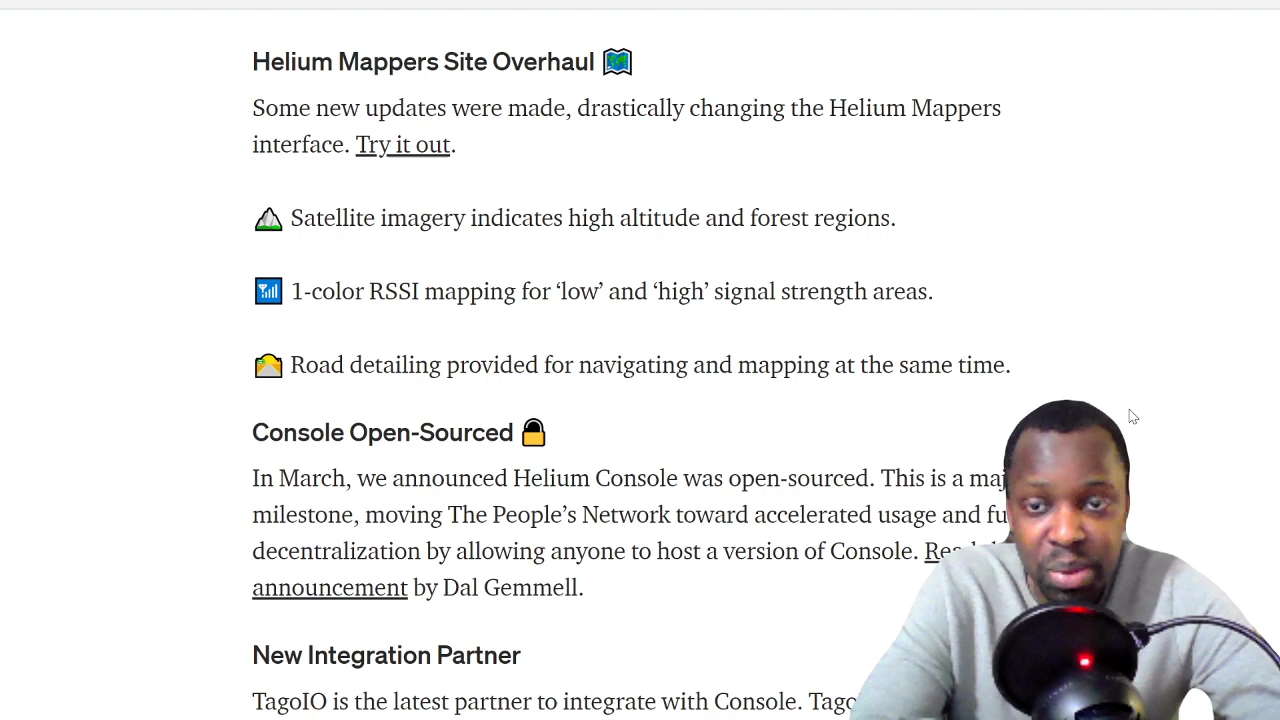 Helium Mappers Site Overhaul
Some new updates were made, drastically changing the Helium Mappers
interface. Try it out.
Satellite imagery indicates high altitude and forest regions.
1-color RSSI mapping for ‘low’ and ‘high’ signal strength areas.
Road detailing provided for navigating and mapping at the same time.
Console Open-Sourced
In March, we announced Helium Console was open-sourced. This is a
milestone, moving The People’s Network toward accelerated usage and
decentralization by allowing anyone to host a version of Console.
announcement by Dal Gemmell.
New Integration Partner
TagoIO is the latest partner to integrate with Console. Tago